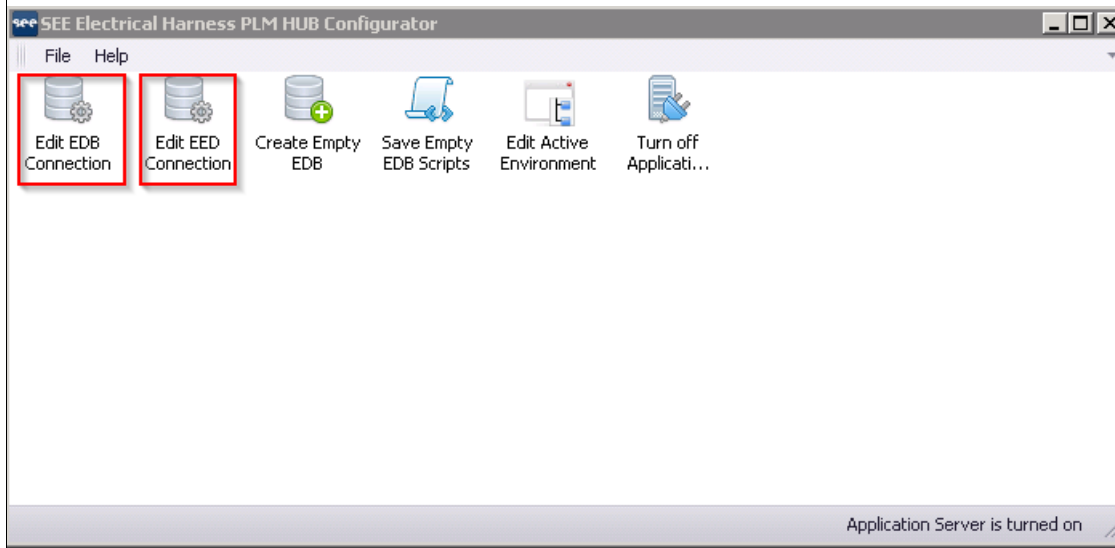 see SEE Electrical Harness PLM HUB Configurator
File Help
Edit EDB Connection
Edit EED Connection
Create Empty EDB
Save Empty EDB Scripts
Edit Active Environment
Turn off Applicati...
Application Server is turned on